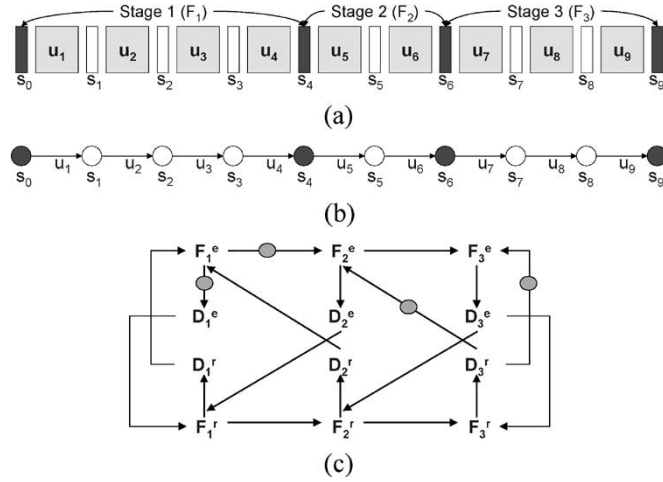 Stage 1 (F₁) Stage 2 (F₂) Stage 3 (F₃)
u₁ u₂ u₃ u₄ u₅ u₆ u₇ u₈ u₉
s₀ s₁ s₂ s₃ s₄ s₅ s₆ s₇ s₈ s₉
(a)
u₁ u₂ u₃ u₄ u₅ u₆ u₇ u₈ u₉
s₀ s₁ s₂ s₃ s₄ s₅ s₆ s₇ s₈ s₉
(b)
F₁ᵉ F₂ᵉ F₃ᵉ
D₁ᵉ D₂ᵉ D₃ᵉ
D₁ʳ D₂ʳ D₃ʳ
F₁ʳ F₂ʳ F₃ʳ
(c)